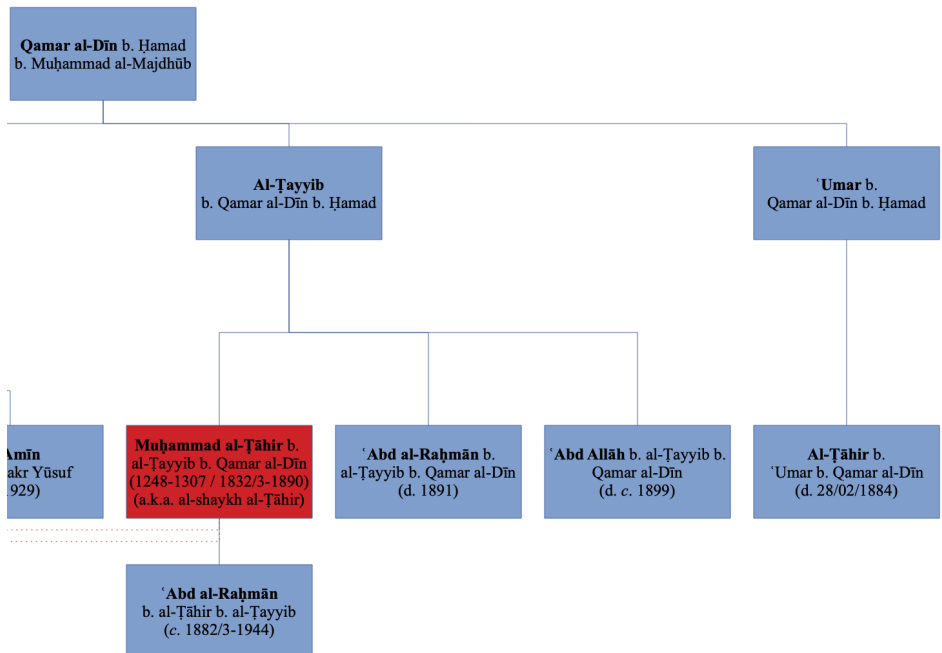 Qamar al-Dīn b. Ḥamad
b. Muḥammad al-Majdhūb
Al-Ṭayyib
b. Qamar al-Dīn b. Ḥamad
ʿUmar b.
Qamar al-Dīn b. Ḥamad
Amīn
akr Yūsuf
1929)
Muḥammad al-Ṭāhir b.
al-Ṭayyib b. Qamar al-Dīn
(1248-1307 / 1832/3-1890)
(a.k.a. al-shaykh al-Ṭāhir)
ʿAbd al-Raḥmān b.
al-Ṭayyib b. Qamar al-Dīn
(d. 1891)
ʿAbd Allāh b. al-Ṭayyib b.
Qamar al-Dīn
(d. c. 1899)
Al-Ṭāhir b.
ʿUmar b. Qamar al-Dīn
(d. 28/02/1884)
ʿAbd al-Raḥmān
b. al-Ṭāhir b. al-Ṭayyib
(c. 1882/3-1944)